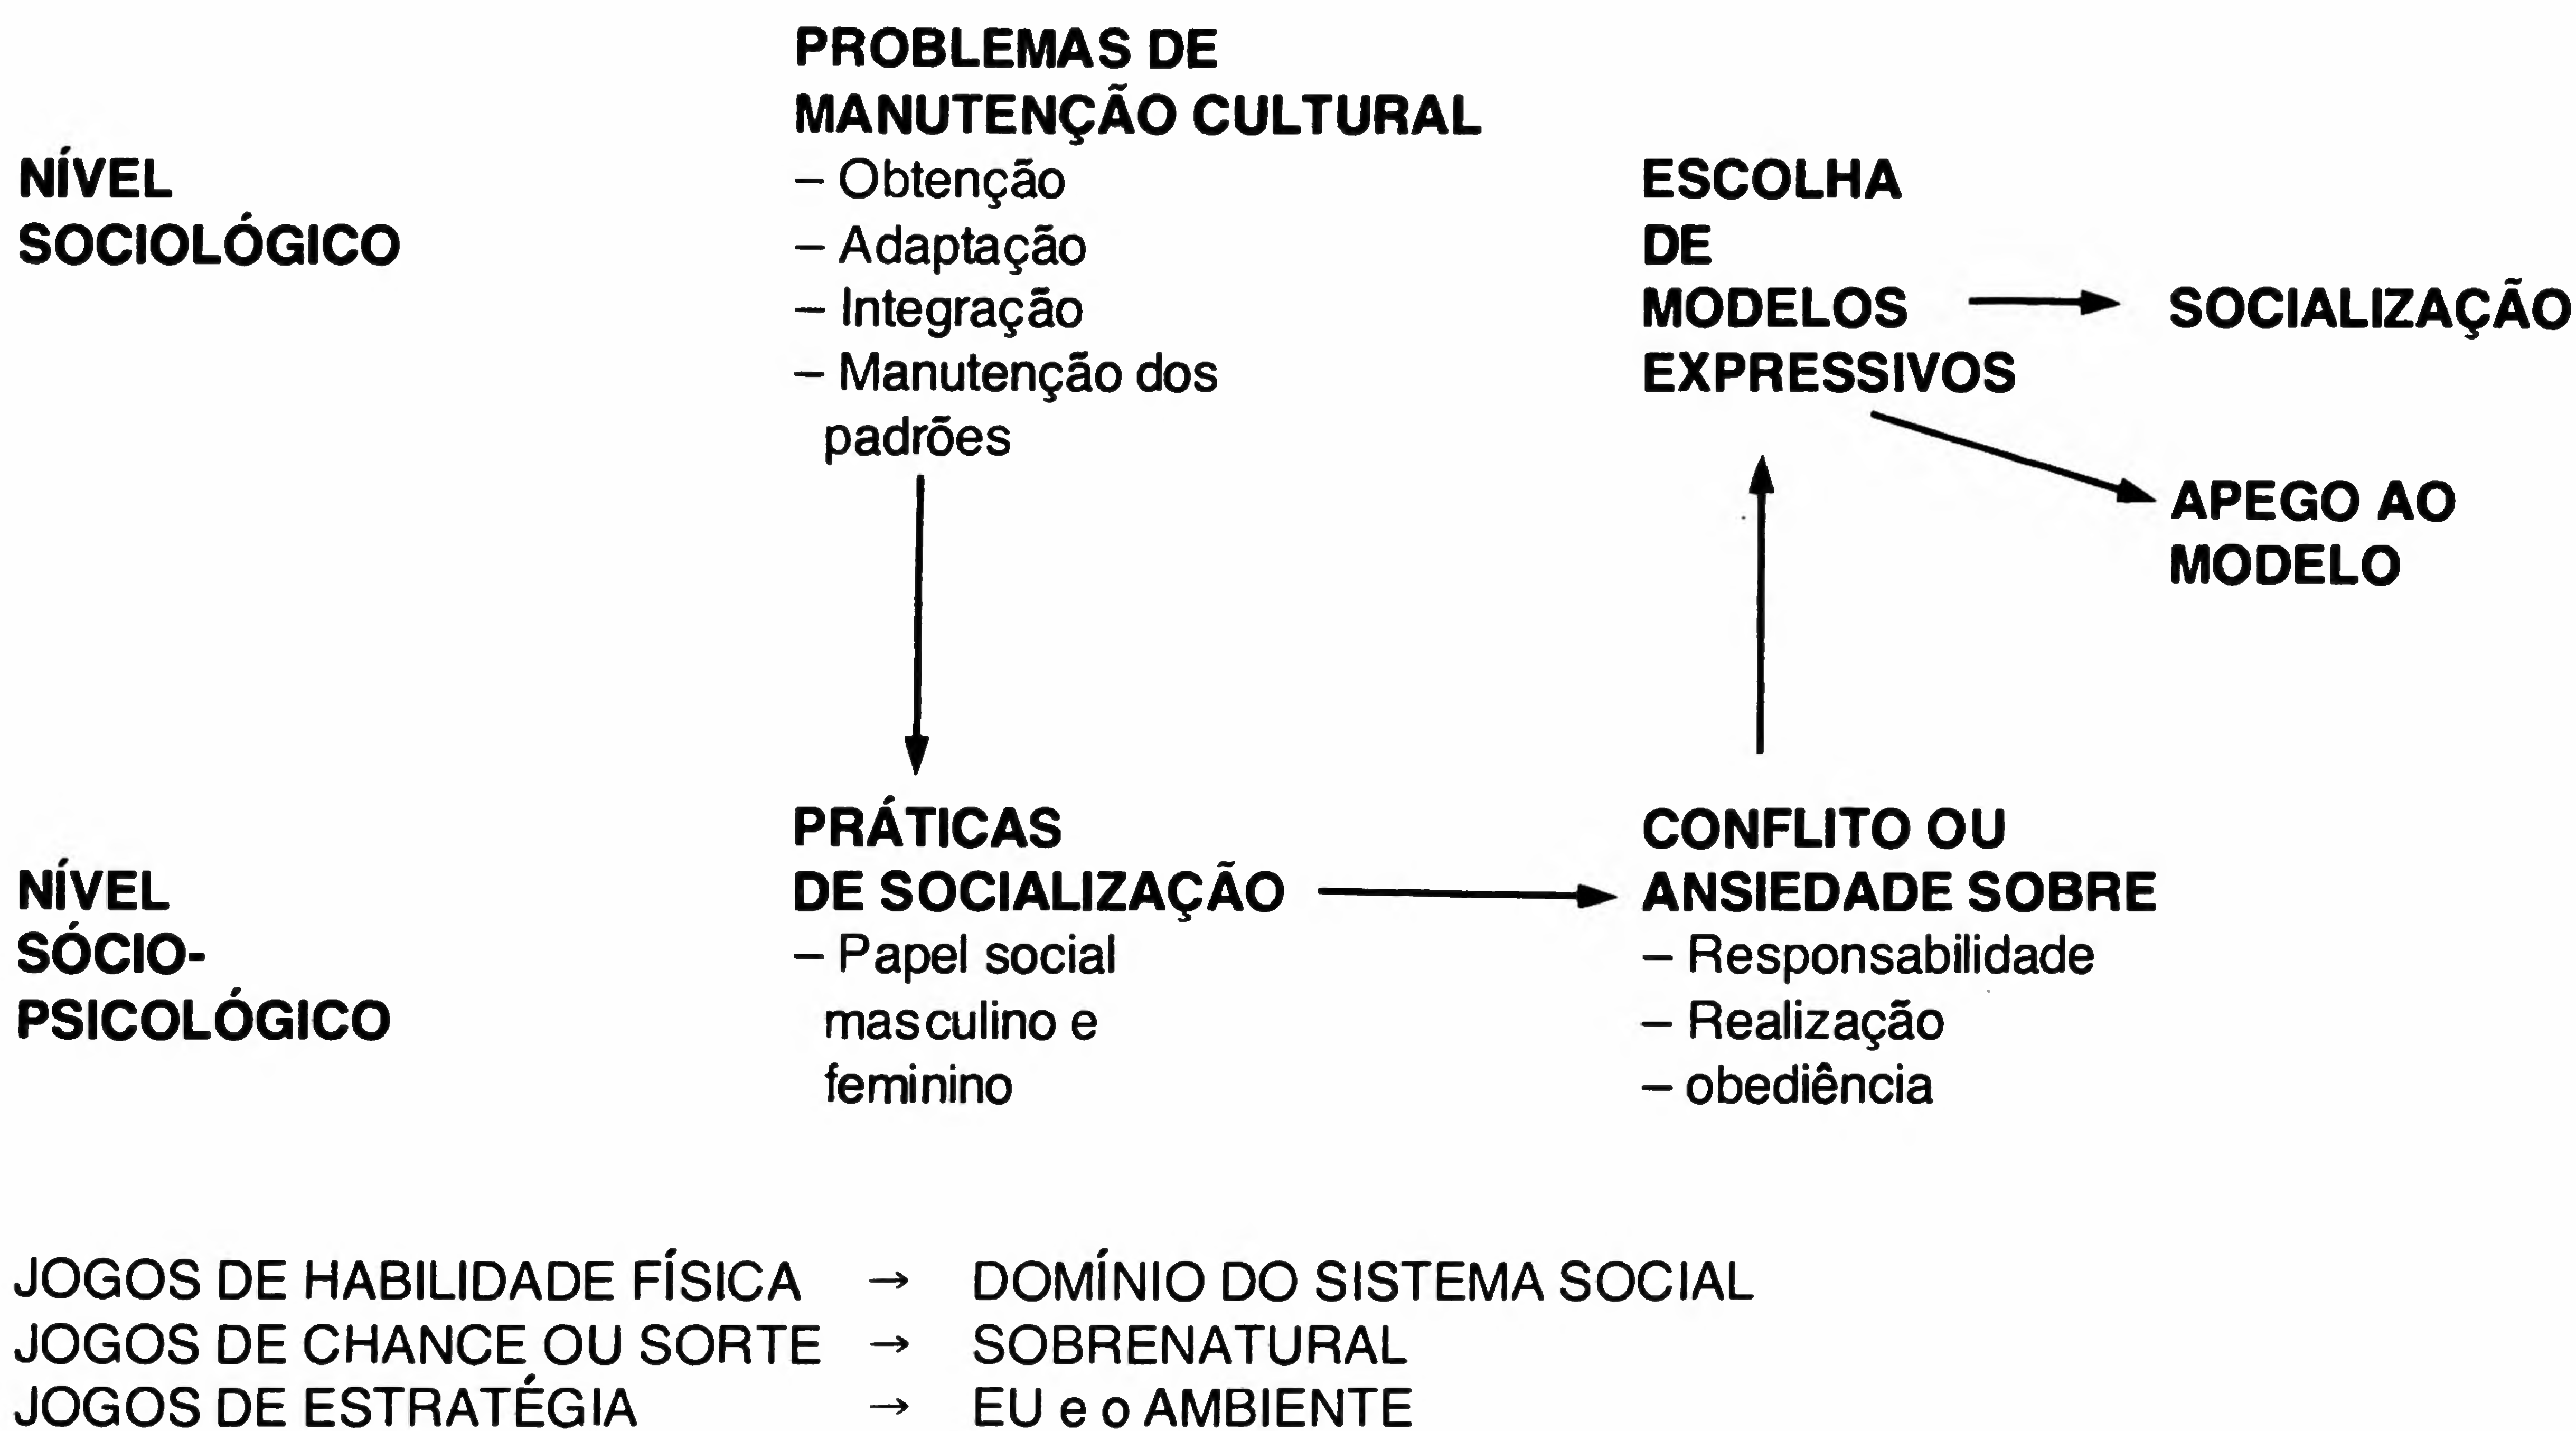 PROBLEMAS DE
MANUTENÇÃO CULTURAL
NÍVEL
SOCIOLÓGICO
– Obtenção
– Adaptação
– Integração
– Manutenção dos
padrões
ESCOLHA
DE
MODELOS → SOCIALIZAÇÃO
EXPRESSIVOS
APEGO AO
MODELO
NÍVEL
SÓCIO-
PSICOLÓGICO
PRÁTICAS
DE SOCIALIZAÇÃO
– Papel social
masculino e
feminino
CONFLITO OU
ANSIEDADE SOBRE
– Responsabilidade
– Realização
– obediência
JOGOS DE HABILIDADE FÍSICA → DOMÍNIO DO SISTEMA SOCIAL
JOGOS DE CHANCE OU SORTE → SOBRENATURAL
JOGOS DE ESTRATÉGIA → EU e o AMBIENTE